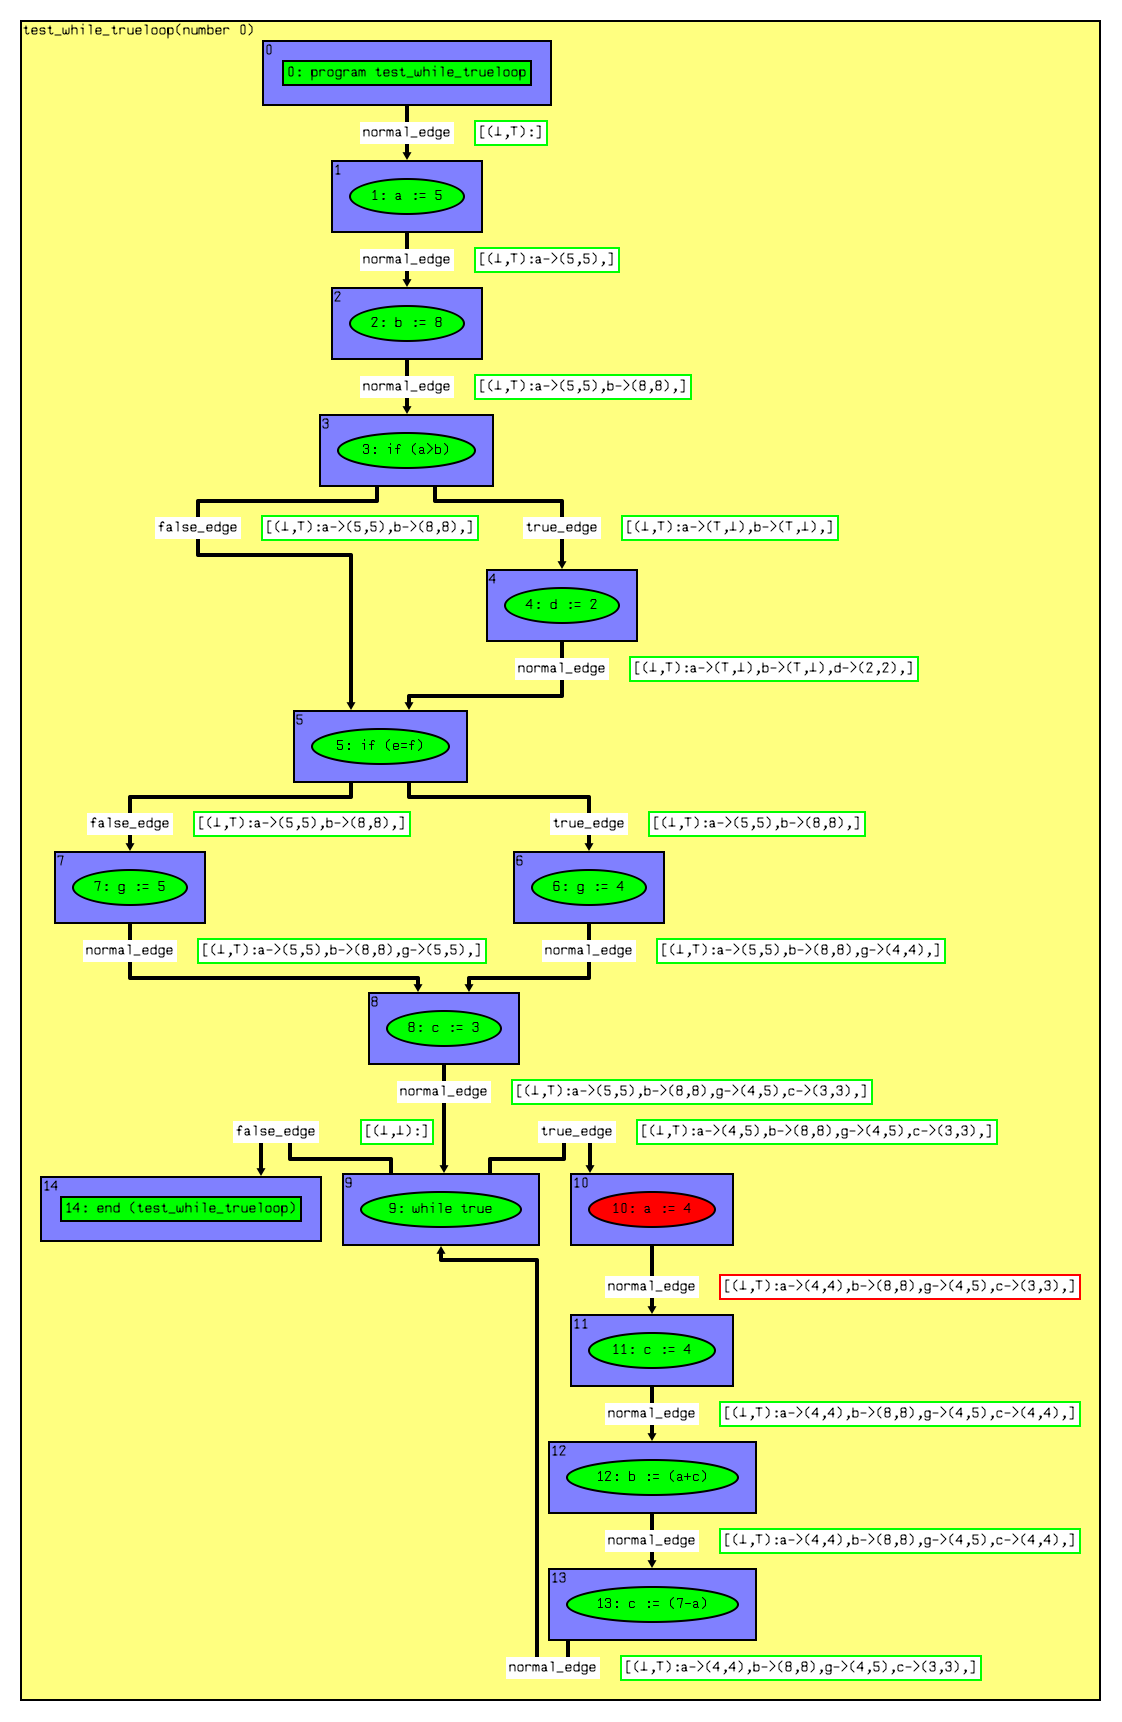 test_while_trueloop(number 0)
0
0: program test_while_trueloop
normal_edge
[(⊥,T):]
1
1: a := 5
normal_edge
[(⊥,T):a->(5,5),]
2
2: b := 8
normal_edge
[(⊥,T):a->(5,5),b->(8,8),]
3
3: if (a>b)
false_edge
[(⊥,T):a->(5,5),b->(8,8),]
true_edge
[(⊥,T):a->(T,⊥),b->(T,⊥),]
4
4: d := 2
normal_edge
[(⊥,T):a->(T,⊥),b->(T,⊥),d->(2,2),]
5
5: if (e=f)
false_edge
[(⊥,T):a->(5,5),b->(8,8),]
true_edge
[(⊥,T):a->(5,5),b->(8,8),]
7
7: g := 5
6
6: g := 4
normal_edge
[(⊥,T):a->(5,5),b->(8,8),g->(5,5),]
normal_edge
[(⊥,T):a->(5,5),b->(8,8),g->(4,4),]
8
8: c := 3
normal_edge
[(⊥,T):a->(5,5),b->(8,8),g->(4,5),c->(3,3),]
false_edge
[(⊥,⊥):]
true_edge
[(⊥,T):a->(4,5),b->(8,8),g->(4,5),c->(3,3),]
14
14: end (test_while_trueloop)
9
9: while true
10
10: a := 4
normal_edge
[(⊥,T):a->(4,4),b->(8,8),g->(4,5),c->(3,3),]
11
11: c := 4
normal_edge
[(⊥,T):a->(4,4),b->(8,8),g->(4,5),c->(4,4),]
12
12: b := (a+c)
normal_edge
[(⊥,T):a->(4,4),b->(8,8),g->(4,5),c->(4,4),]
13
13: c := (7-a)
normal_edge
[(⊥,T):a->(4,4),b->(8,8),g->(4,5),c->(3,3),]